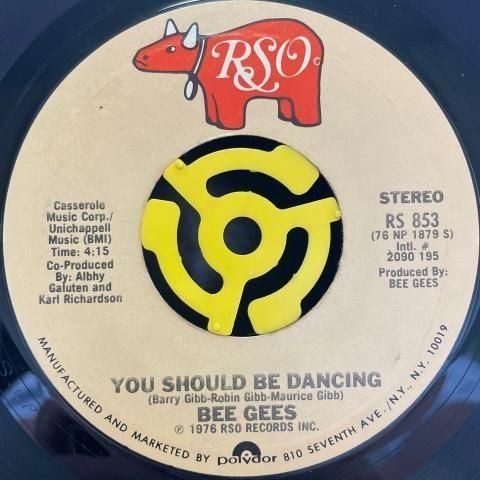 RSO
Casserole
Music Corp./
Unichappell
Music (BMI)
Time: 4:15
Co-Produced
By: Albhy
Galuten and
Karl Richardson
STEREO
RS 853
(76 NP 1879 S)
Intl. #
2090 195
Produced By:
BEE GEES
YOU SHOULD BE DANCING
(Barry Gibb-Robin Gibb-Maurice Gibb)
BEE GEES
℗ 1976 RSO RECORDS INC.
MANUFACTURED AND MARKETED BY polydor 810 SEVENTH AVE./N.Y., N.Y. 10019